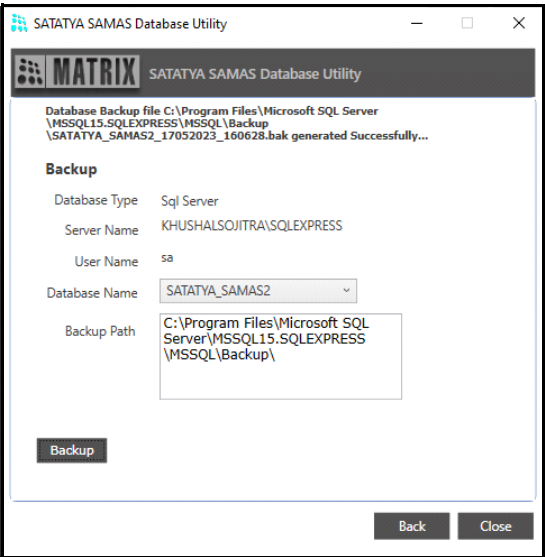 SATATYA SAMAS Database Utility
MATRIX SATATYA SAMAS Database Utility
Database Backup file C:\Program Files\Microsoft SQL Server
\MSSQL15.SQLEXPRESS\MSSQL\Backup
\SATATYA_SAMAS2_17052023_160628.bak generated Successfully...
Backup
Database Type Sql Server
Server Name KHUSHALSOJITRA\SQLEXPRESS
User Name sa
Database Name SATATYA_SAMAS2
Backup Path C:\Program Files\Microsoft SQL
Server\MSSQL15.SQLEXPRESS
\MSSQL\Backup\
Backup
Back Close